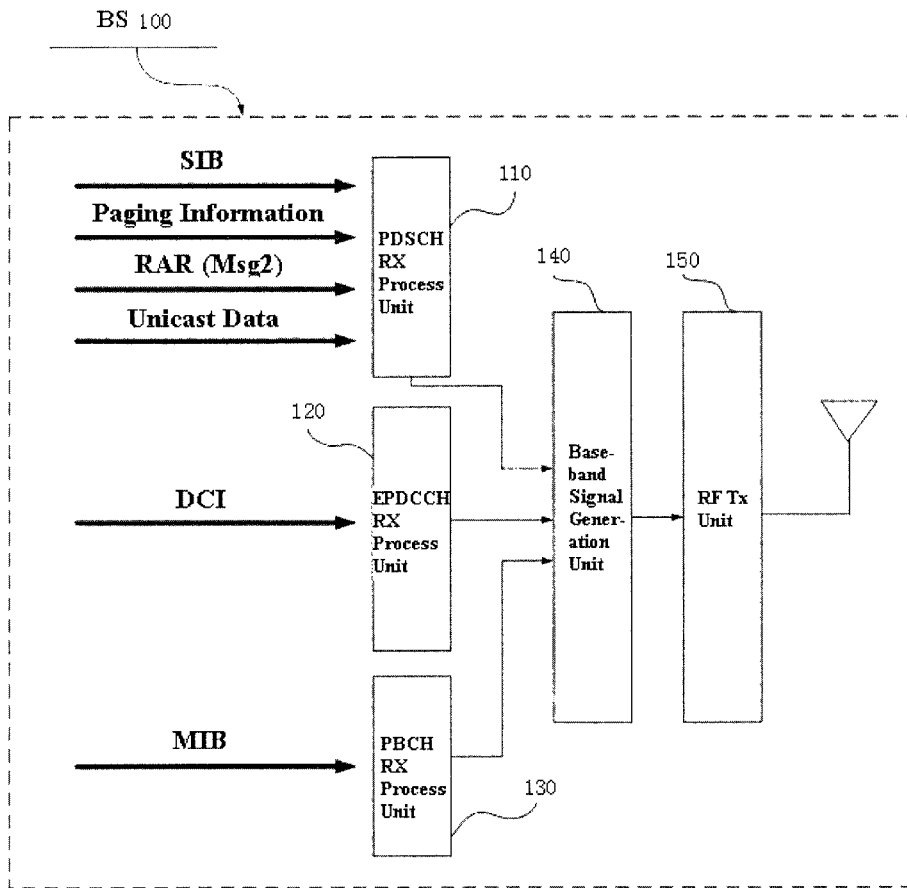 BS 100
SIB
Paging Information
RAR (Msg2)
Unicast Data
110
PDSCH
RX
Process
Unit
140
150
120
DCI
EPDCCH
RX
Process
Unit
Base-
band
Signal
Gener-
ation
Unit
RF Tx
Unit
MIB
PBCH
RX
Process
Unit
130